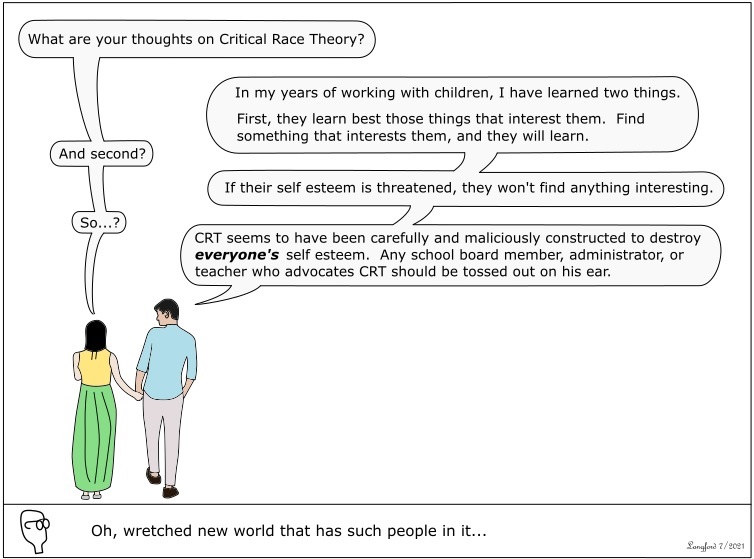 What are your thoughts on Critical Race Theory?
In my years of working with children, I have learned two things.
First, they learn best those things that interest them.  Find
something that interests them, and they will learn.
And second?
If their self esteem is threatened, they won't find anything interesting.
So...?
CRT seems to have been carefully and maliciously constructed to destroy
everyone's self esteem.  Any school board member, administrator, or
teacher who advocates CRT should be tossed out on his ear.
Oh, wretched new world that has such people in it...
Langford 7/2021